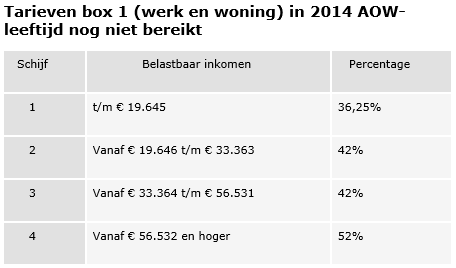 Tarieven box 1 (werk en woning) in 2014 AOW-
leeftijd nog niet bereikt
Schijf Belastbaar inkomen Percentage
1 t/m € 19.645 36,25%
2 Vanaf € 19.646 t/m € 33.363 42%
3 Vanaf € 33.364 t/m € 56.531 42%
4 Vanaf € 56.532 en hoger 52%